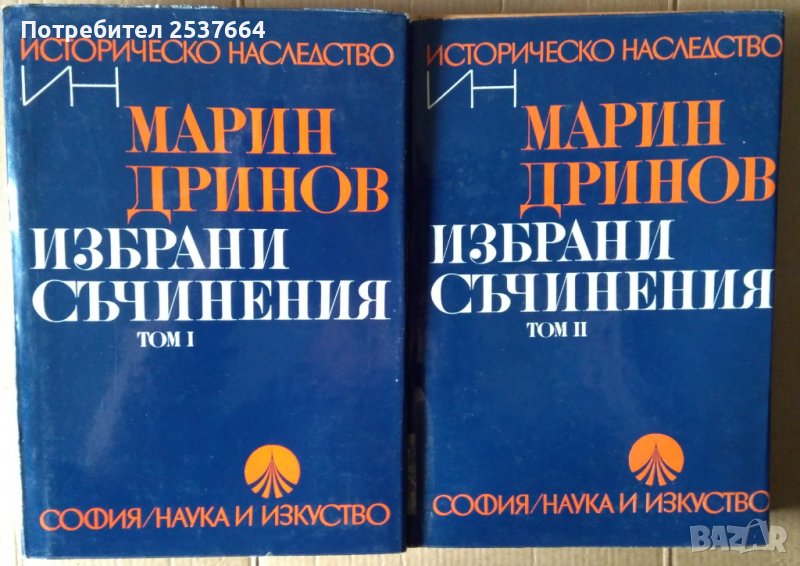 Потребител 2537664
ИСТОРИЧЕСКО НАСЛЕДСТВО
ИН
МАРИН
ДРИНОВ
ИЗБРАНИ
СЪЧИНЕНИЯ
ТОМ I
СОФИЯ/НАУКА И ИЗКУСТВО
ИСТОРИЧЕСКО НАСЛЕДСТВО
ИН
МАРИН
ДРИНОВ
ИЗБРАНИ
СЪЧИНЕНИЯ
ТОМ II
СОФИЯ/НАУКА И ИЗКУСТВО
BAZAR